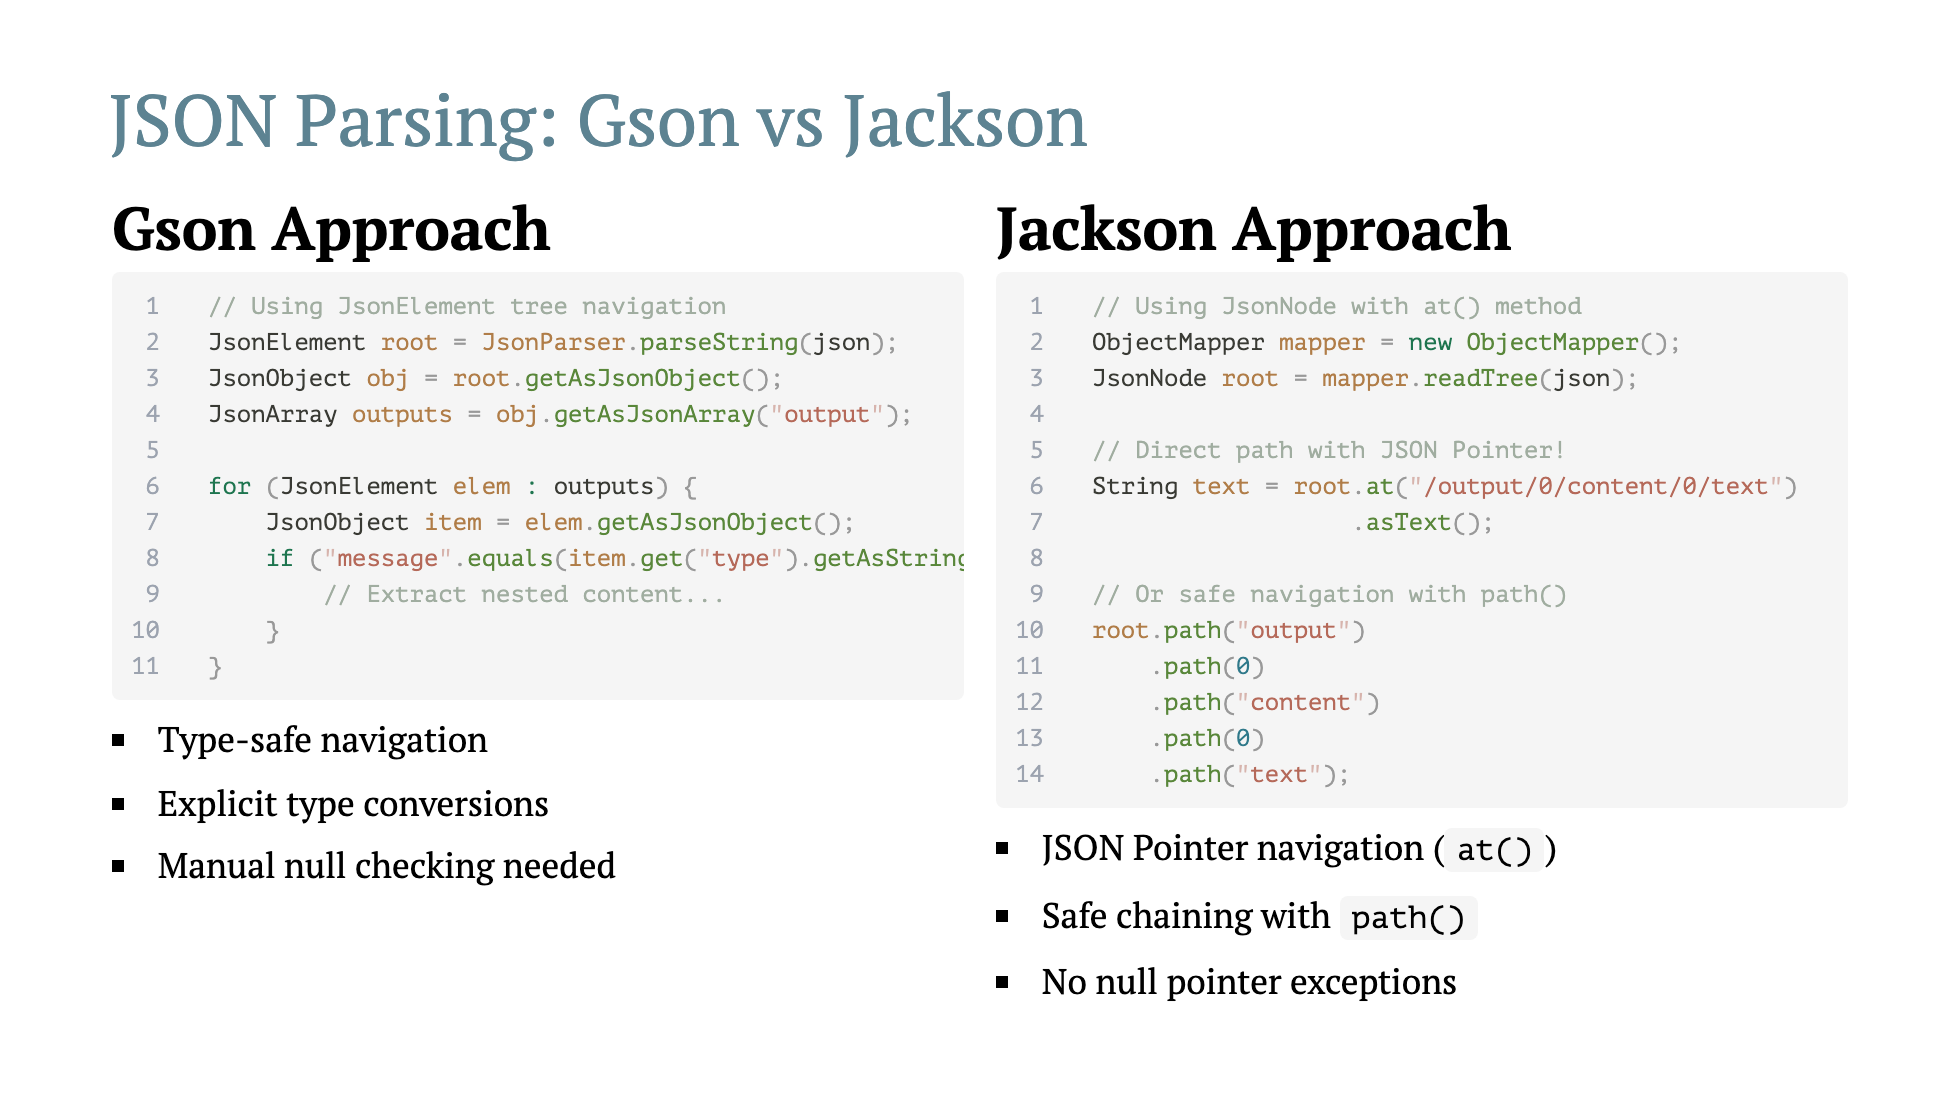 JSON Parsing: Gson vs Jackson
Gson Approach
1 // Using JsonElement tree navigation
2 JsonElement root = JsonParser.parseString(json);
3 JsonObject obj = root.getAsJsonObject();
4 JsonArray outputs = obj.getAsJsonArray("output");
5
6 for (JsonElement elem : outputs) {
7     JsonObject item = elem.getAsJsonObject();
8     if ("message".equals(item.get("type").getAsString
9         // Extract nested content...
10     }
11 }
▪ Type-safe navigation
▪ Explicit type conversions
▪ Manual null checking needed
Jackson Approach
1 // Using JsonNode with at() method
2 ObjectMapper mapper = new ObjectMapper();
3 JsonNode root = mapper.readTree(json);
4
5 // Direct path with JSON Pointer!
6 String text = root.at("/output/0/content/0/text")
7                   .asText();
8
9 // Or safe navigation with path()
10 root.path("output")
11     .path(0)
12     .path("content")
13     .path(0)
14     .path("text");
▪ JSON Pointer navigation ( at() )
▪ Safe chaining with path()
▪ No null pointer exceptions